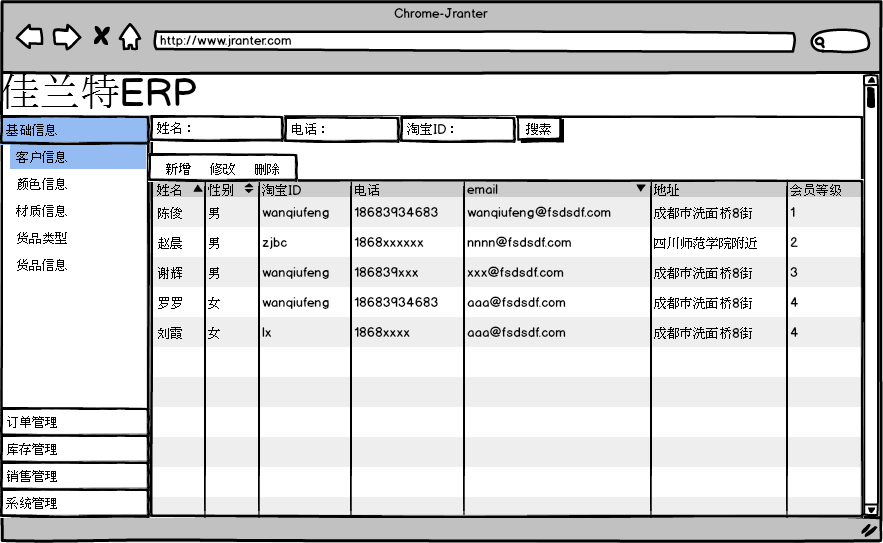 Chrome-Jranter
http://www.jranter.com
佳兰特ERP
基础信息
客户信息
颜色信息
材质信息
货品类型
货品信息
订单管理
库存管理
销售管理
系统管理
姓名： 电话： 淘宝ID： 搜索
新增 修改 删除
姓名 性别 淘宝ID 电话 email 地址 会员等级
陈俊 男 wanqiufeng 18683934683 wanqiufeng@fsdsdf.com 成都市洗面桥8街 1
赵晨 男 zjbc 1868xxxxxx nnnn@fsdsdf.com 四川师范学院附近 2
谢辉 男 wanqiufeng 186839xxx xxx@fsdsdf.com 成都市洗面桥8街 3
罗罗 女 wanqiufeng 18683934683 aaa@fsdsdf.com 成都市洗面桥8街 4
刘霞 女 lx 1868xxxx aaa@fsdsdf.com 成都市洗面桥8街 4